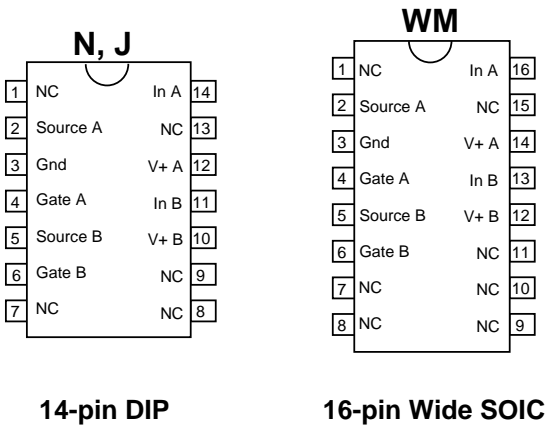 N, J
1 NC In A 14
2 Source A NC 13
3 Gnd V+ A 12
4 Gate A In B 11
5 Source B V+ B 10
6 Gate B NC 9
7 NC NC 8
14-pin DIP
WM
1 NC In A 16
2 Source A NC 15
3 Gnd V+ A 14
4 Gate A In B 13
5 Source B V+ B 12
6 Gate B NC 11
7 NC NC 10
8 NC NC 9
16-pin Wide SOIC